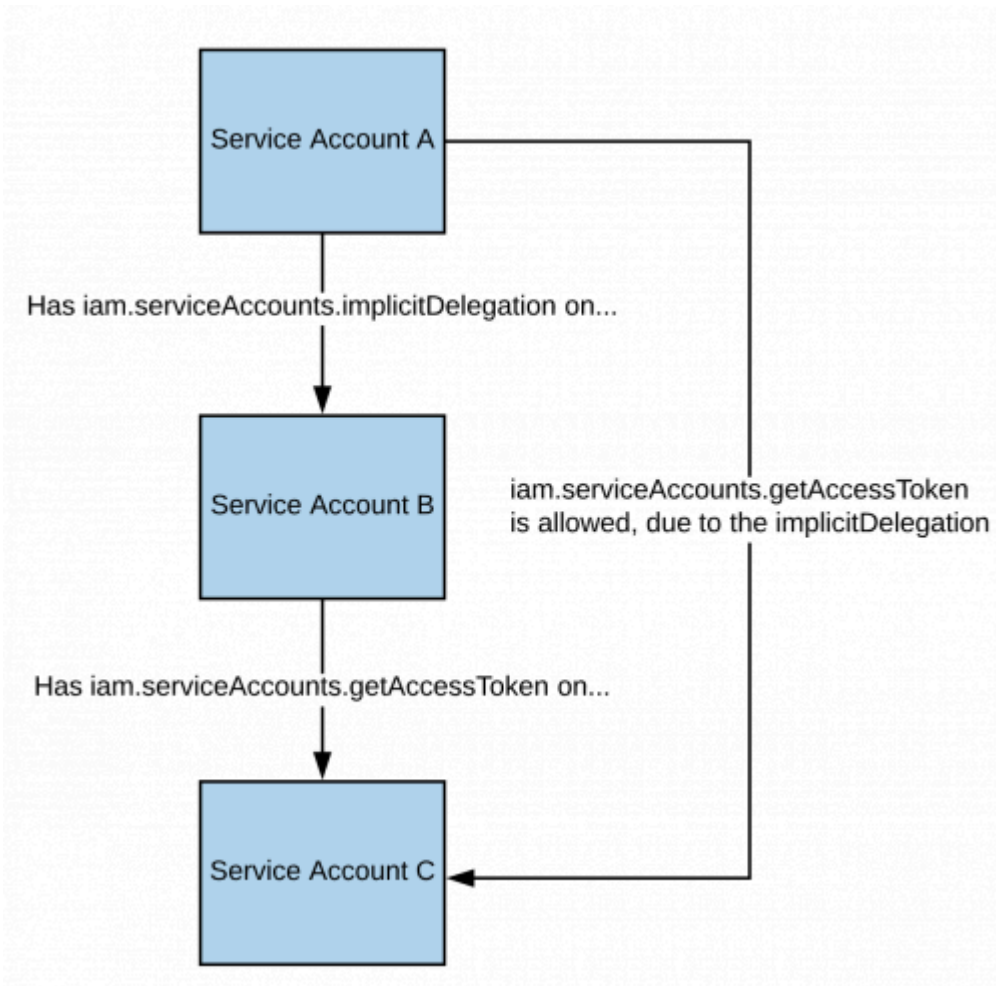 Service Account A
Has iam.serviceAccounts.implicitDelegation on...
Service Account B
iam.serviceAccounts.getAccessToken
is allowed, due to the implicitDelegation
Has iam.serviceAccounts.getAccessToken on...
Service Account C